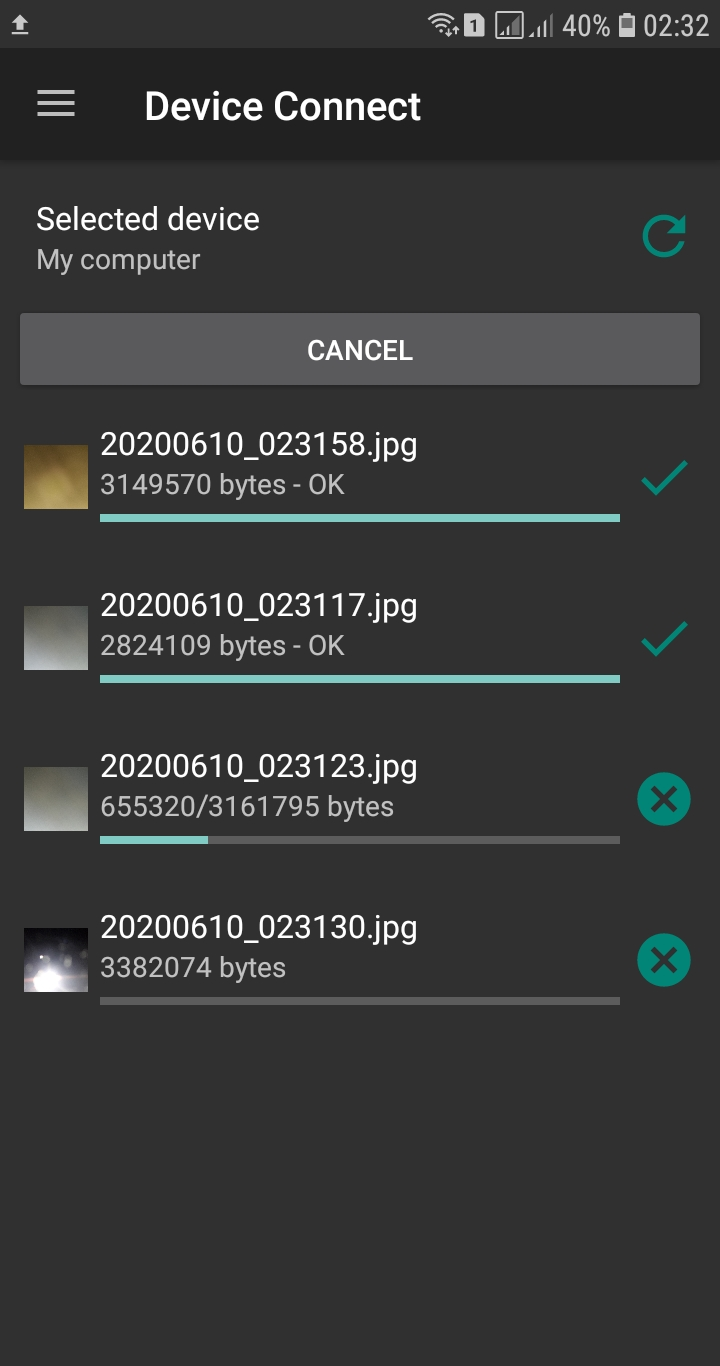 1 40% 02:32
Device Connect
Selected device
My computer
CANCEL
20200610_023158.jpg
3149570 bytes - OK
20200610_023117.jpg
2824109 bytes - OK
20200610_023123.jpg
655320/3161795 bytes
20200610_023130.jpg
3382074 bytes